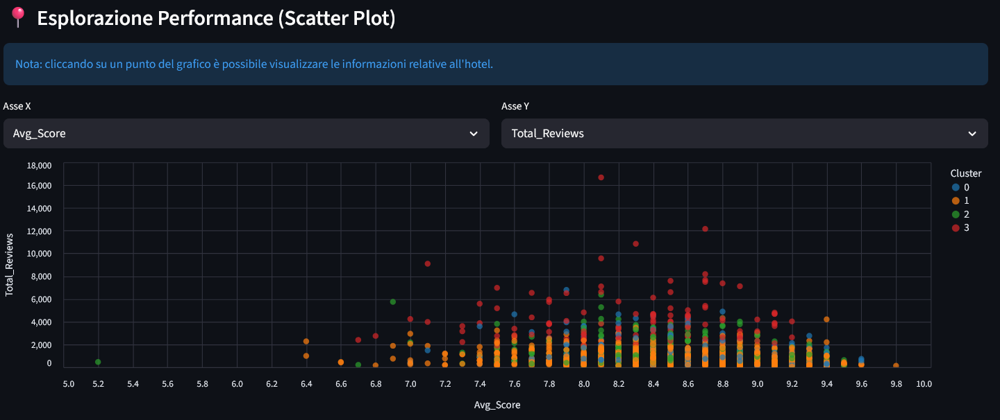 Esplorazione Performance (Scatter Plot)
Nota: cliccando su un punto del grafico è possibile visualizzare le informazioni relative all'hotel.
Asse X
Asse Y
Avg_Score
Total_Reviews
18,000
16,000
14,000
12,000
10,000
8,000
6,000
4,000
2,000
0
Total_Reviews
5.0 5.2 5.4 5.6 5.8 6.0 6.2 6.4 6.6 6.8 7.0 7.2 7.4 7.6 7.8 8.0 8.2 8.4 8.6 8.8 9.0 9.2 9.4 9.6 9.8 10.0
Avg_Score
Cluster
0
1
2
3